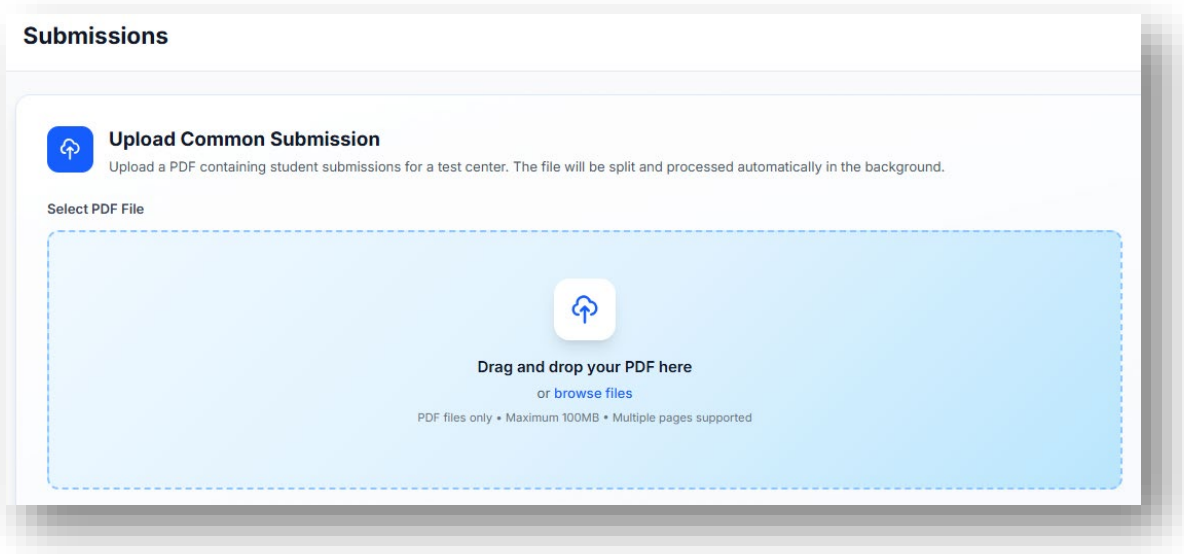 Submissions
Upload Common Submission
Upload a PDF containing student submissions for a test center. The file will be split and processed automatically in the background.
Select PDF File
Drag and drop your PDF here
or browse files
PDF files only • Maximum 100MB • Multiple pages supported